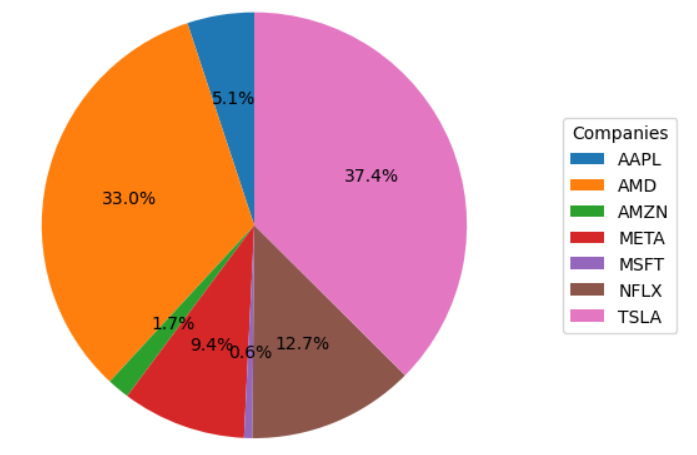 5.1%
37.4%
33.0%
1.7%
9.4%
0.6%
12.7%
Companies
AAPL
AMD
AMZN
META
MSFT
NFLX
TSLA